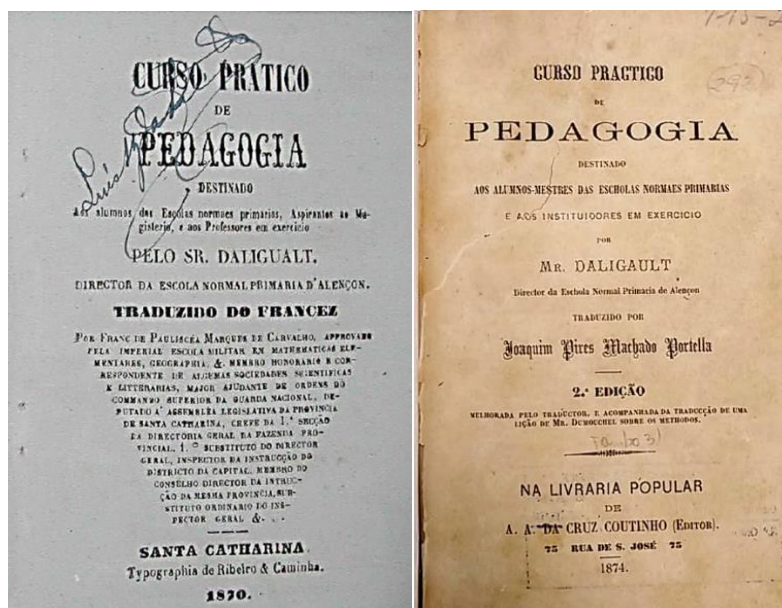 CURSO PRATICO
DE
PEDAGOGIA
DESTINADO
Aos alumnos das Escolas normaes primarias, Aspirantes ao Ma-
gisterio, e aos Professores em exercicio
PELO SR. DALIGUALT.
DIRECTOR DA ESCOLA NORMAL PRIMARIA D'ALENÇON.
TRADUZIDO DO FRANCEZ
POR FRANC DE PAULICÉA MARQUES DE CARVALHO, APPROVADO
PELA IMPERIAL ESCOLA MILITAR EM MATHEMATICAS ELE-
MENTARES, GEOGRAPHIA, &. MEMBRO HONORARIO E COR-
RESPONDENTE DE ALGUMAS SOCIEDADES SCIENTIFICAS
E LITTERARIAS, MAJOR AJUDANTE DE ORDENS DO
COMMANDO SUPERIOR DA GUARDA NACIONAL, DE-
PUTADO A' ASSEMBLÉA LEGISLATIVA DA PROVINCIA
DE SANTA CATHARINA, CHEFE DA 1.ª SECÇÃO
DA DIRECTORIA GERAL DA FAZENDA PRO-
VINCIAL, 1.º SUBSTITUTO DO DIRECTOR
GERAL, INSPECTOR DA INSTRUCÇÃO DO
DISTRICTO DA CAPITAL, MEMBRO DO
CONSELHO DIRECTOR DA INTRUC-
ÇÃO DA MESMA PROVINCIA, SUB-
STITUTO ORDINARIO DO INS-
PECTOR GERAL &.
SANTA CATHARINA.
Typographia de Ribeiro & Caminha.
1870.
CURSO PRACTICO
DE
PEDAGOGIA
DESTINADO
AOS ALUMNOS-MESTRES DAS ESCHOLAS NORMAES PRIMARIAS
E AOS INSTITUIDORES EM EXERCICIO
POR
MR. DALIGAULT
Director da Eschola Normal Primaria de Alençon
TRADUZIDO POR
Joaquim Pires Machado Portella
2.ª EDIÇÃO
MELHORADA PELO TRADUCTOR, E ACOMPANHADA DA TRADUCÇÃO DE UMA
LIÇÃO DE MR. DUMOUCHEL SOBRE OS METHODOS.
NA LIVRARIA POPULAR
DE
A. A. DA CRUZ COUTINHO (EDITOR).
75 RUA DE S. JOSÉ 75
1874.